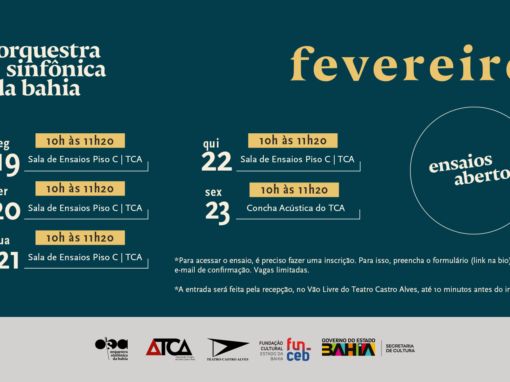 orquestra
sinfônica
da bahia
fevereiro
ensaios
aberto
eg
19
10h às 11h20
Sala de Ensaios Piso C | TCA
er
20
10h às 11h20
Sala de Ensaios Piso C | TCA
ua
21
10h às 11h20
Sala de Ensaios Piso C | TCA
qui
22
10h às 11h20
Sala de Ensaios Piso C | TCA
sex
23
10h às 11h20
Concha Acústica do TCA
*Para acessar o ensaio, é preciso fazer uma inscrição. Para isso, preencha o formulário (link na bio)
e-mail de confirmação. Vagas limitadas.
*A entrada será feita pela recepção, no Vão Livre do Teatro Castro Alves, até 10 minutos antes do in
orquestra
sinfônica
da bahia
ATCA
TEATRO CASTRO ALVES
FUNDAÇÃO
CULTURAL
ESTADO DA
BAHIA
fun
ceb
GOVERNO DO ESTADO
BAHIA
SECRETARIA
DE CULTURA